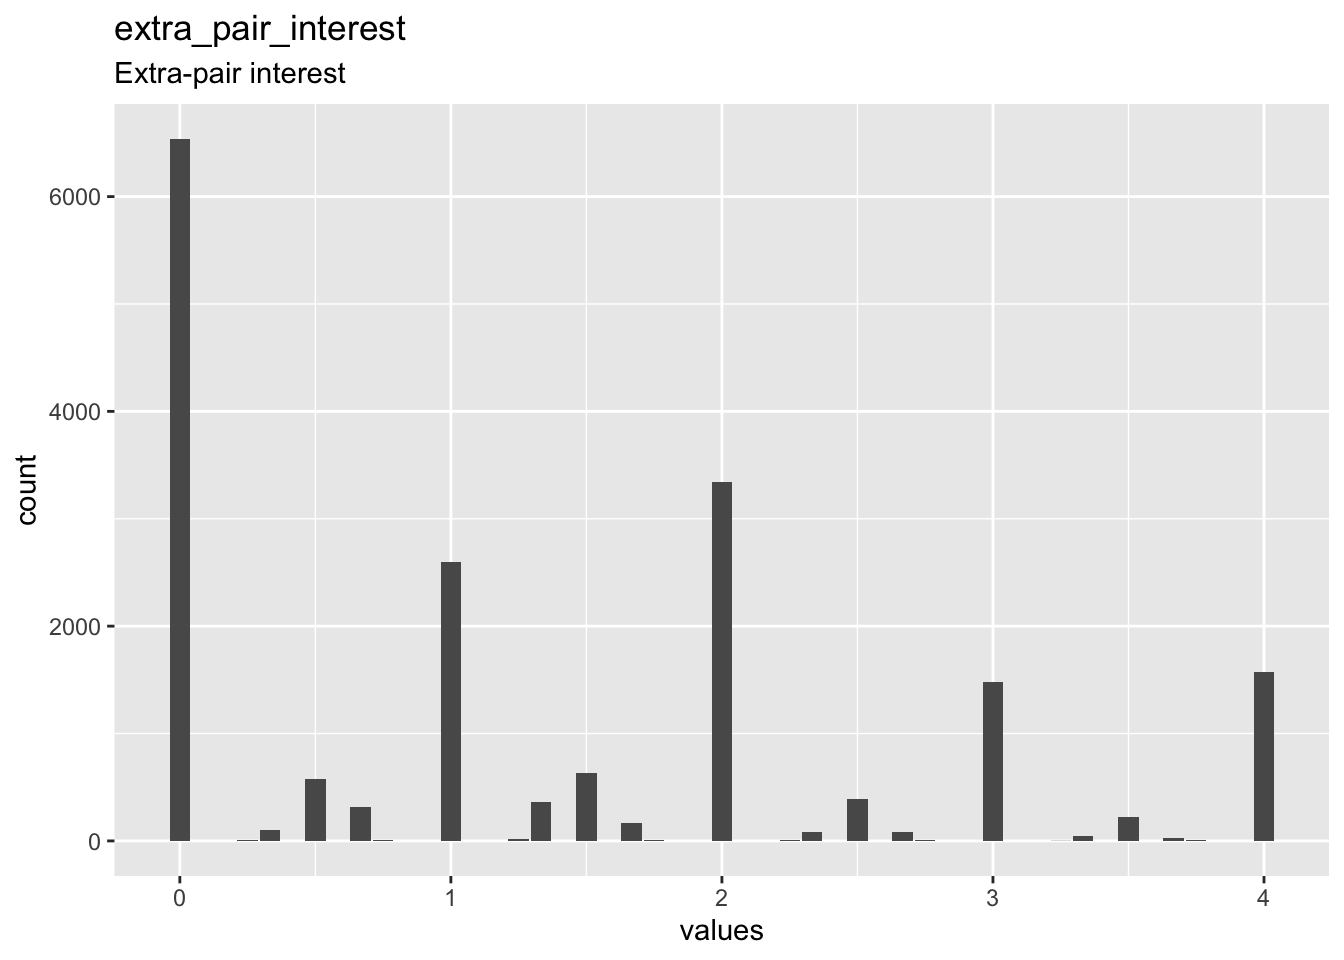 extra_pair_interest
Extra-pair interest
6000
4000
2000
0
count
0 1 2 3 4
values